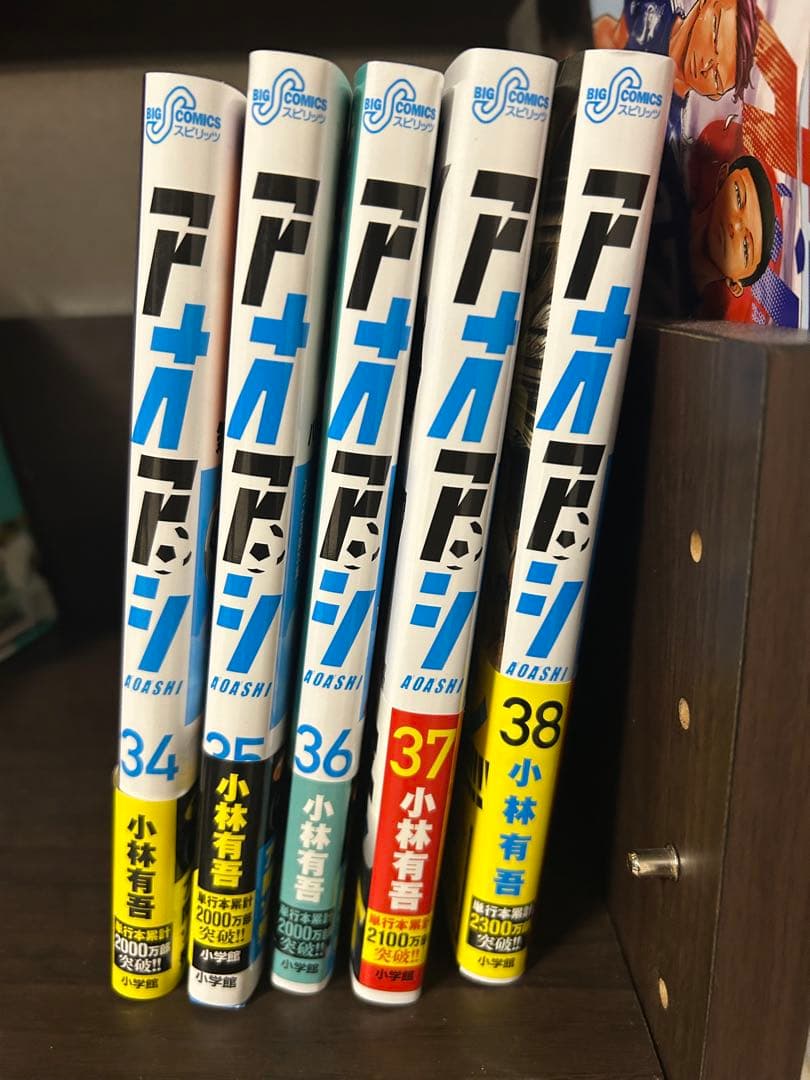 BIG COMICS
スピリッツ
アオアシ
AOASHI
34
小林有吾
単行本累計
2000万部
突破!!
小学館
BIG COMICS
スピリッツ
アオアシ
35
小林有吾
単行本累計
2000万部
突破!!
小学館
BIG COMICS
スピリッツ
アオアシ
AOASHI
36
小林有吾
単行本累計
2000万部
突破!!
小学館
BIG COMICS
スピリッツ
アオアシ
AOASHI
37
小林有吾
単行本累計
2100万部
突破!!
小学館
BIG COMICS
スピリッツ
アオアシ
AOASHI
38
小林有吾
単行本累計
2300万部
突破!!
小学館